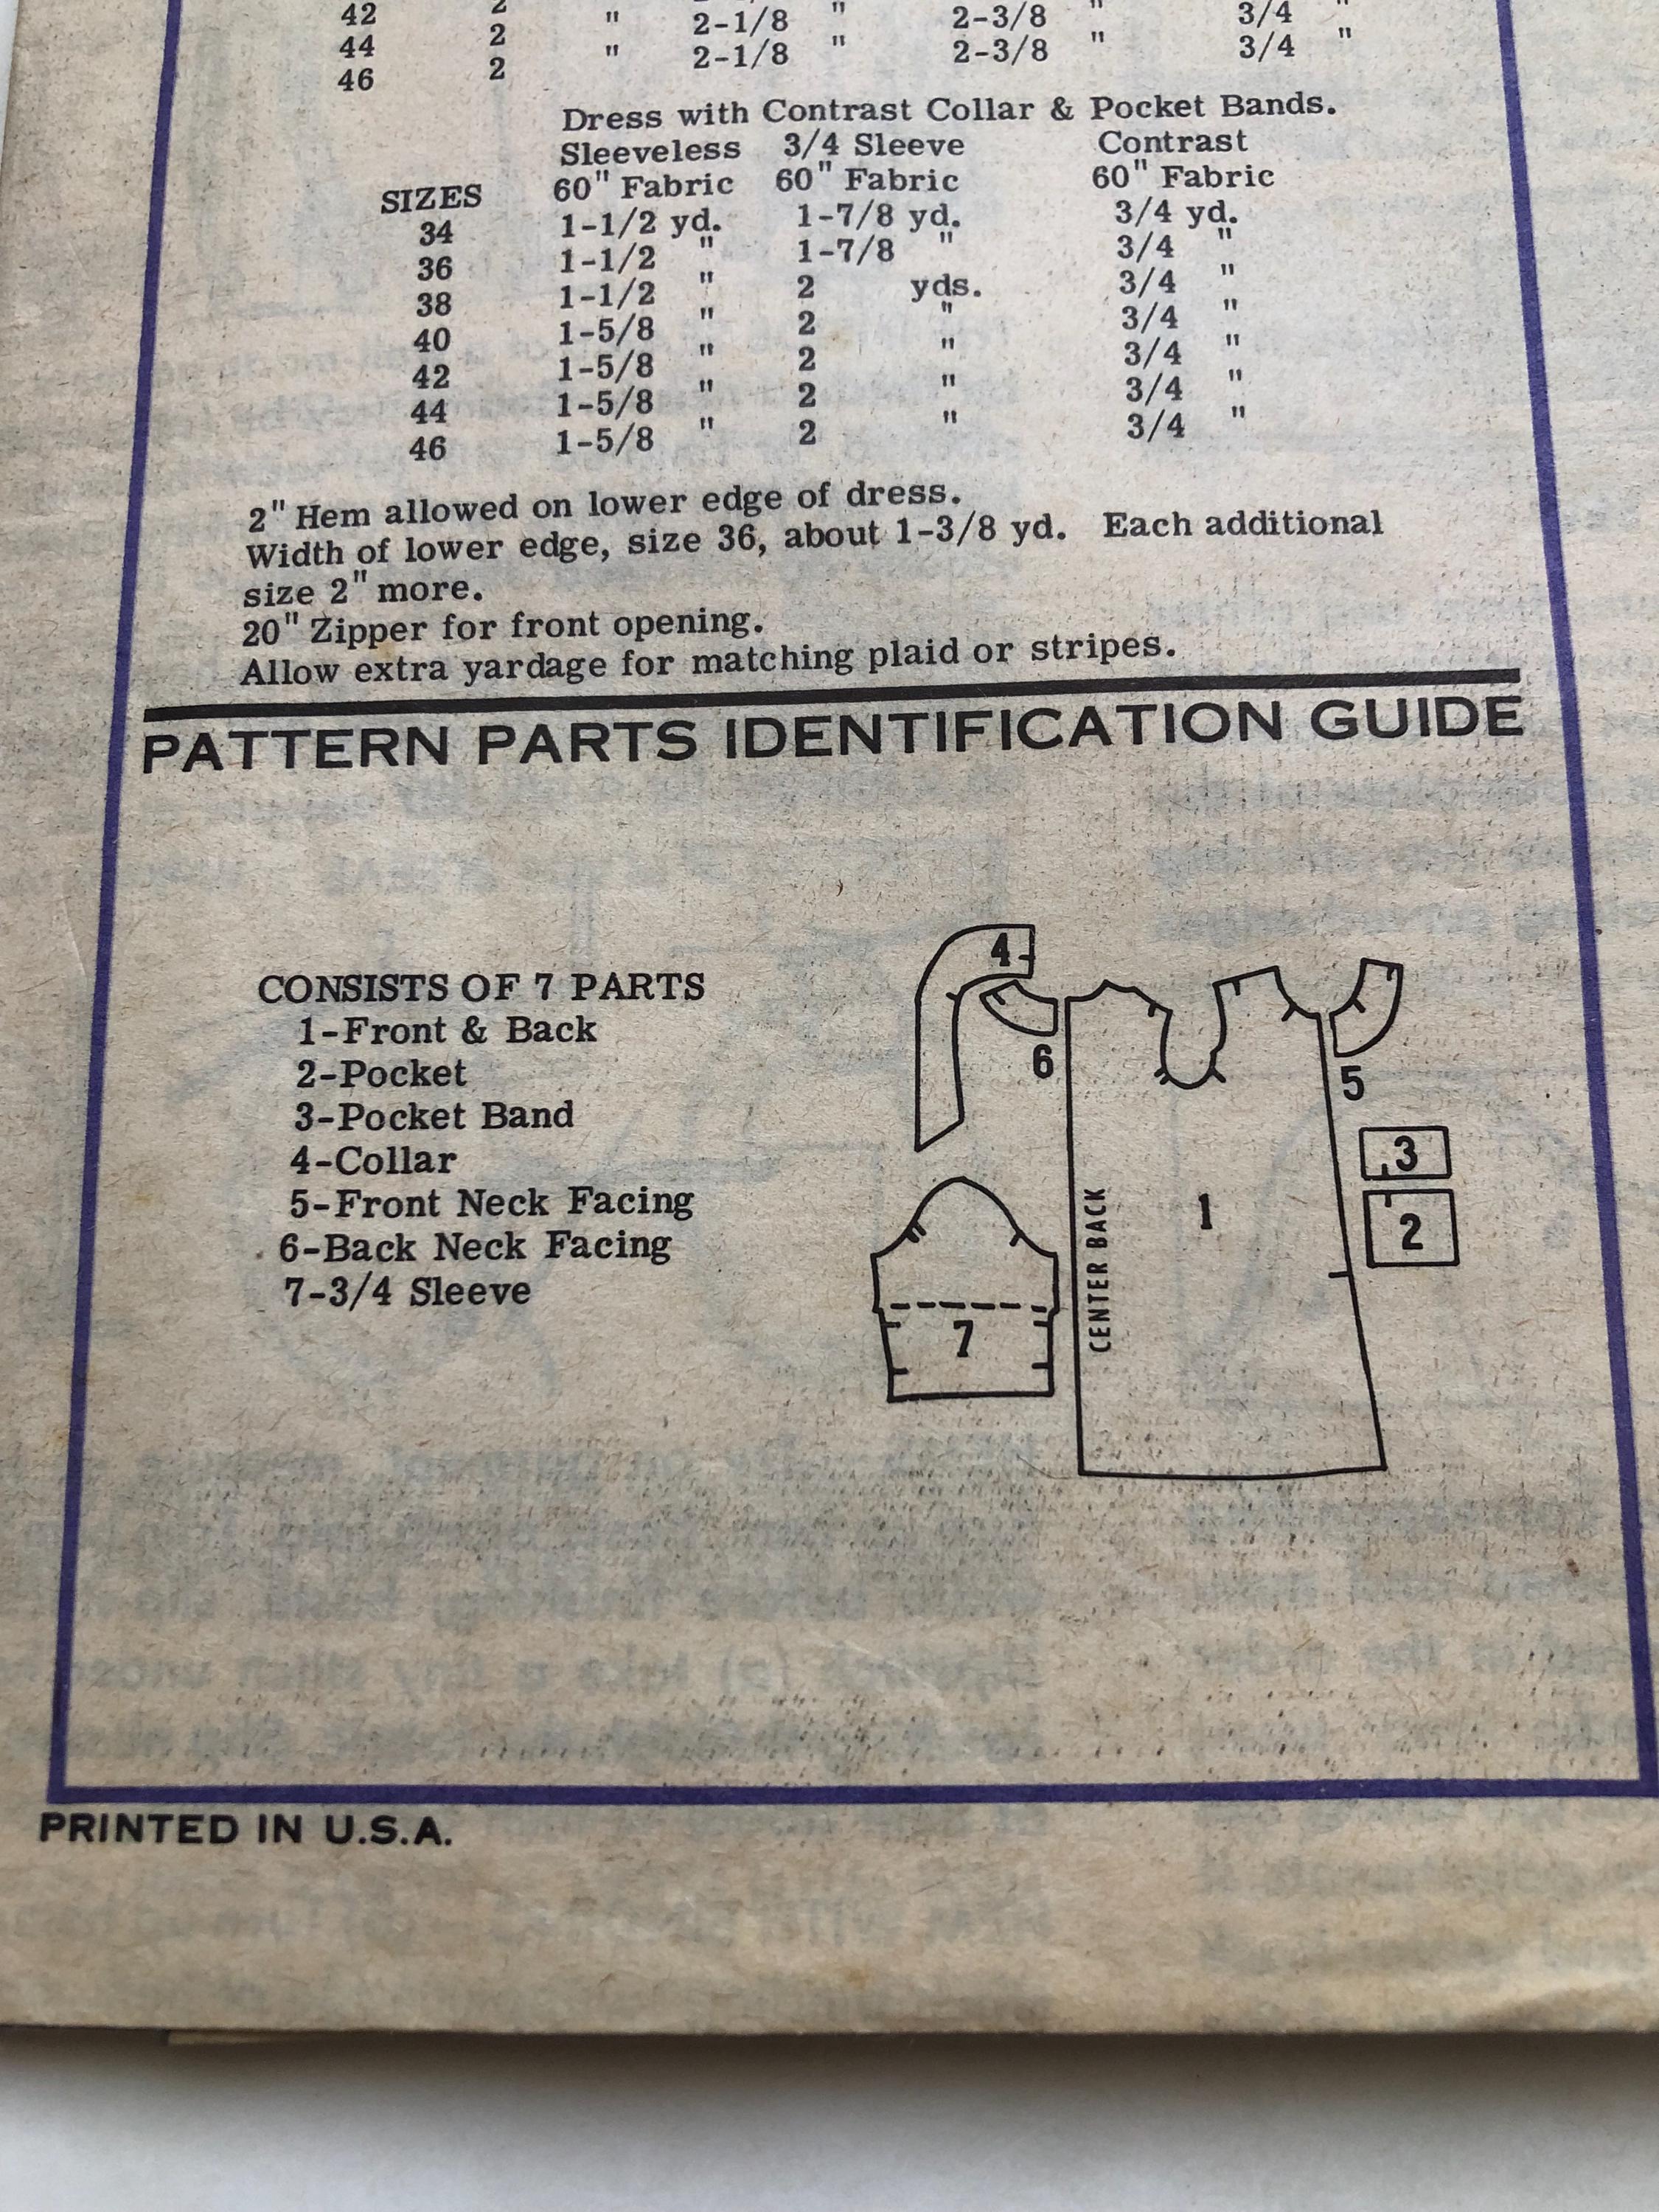 42 2 " 2-1/8 " 2-3/8 " 3/4 "
44 2 " 2-1/8 " 2-3/8 " 3/4 "
46 2
Dress with Contrast Collar & Pocket Bands.
Sleeveless 3/4 Sleeve Contrast
SIZES 60" Fabric 60" Fabric 60" Fabric
34 1-1/2 yd. 1-7/8 yd. 3/4 yd.
36 1-1/2 " 1-7/8 " 3/4 "
38 1-1/2 " 2 yds. 3/4 "
40 1-5/8 " 2 " 3/4 "
42 1-5/8 " 2 " 3/4 "
44 1-5/8 " 2 " 3/4 "
46 1-5/8 " 2 " 3/4 "
2" Hem allowed on lower edge of dress.
Width of lower edge, size 36, about 1-3/8 yd. Each additional
size 2" more.
20" Zipper for front opening.
Allow extra yardage for matching plaid or stripes.
PATTERN PARTS IDENTIFICATION GUIDE
CONSISTS OF 7 PARTS
1-Front & Back
2-Pocket
3-Pocket Band
4-Collar
5-Front Neck Facing
6-Back Neck Facing
7-3/4 Sleeve
4
6
5
3
2
1
CENTER BACK
7
PRINTED IN U.S.A.